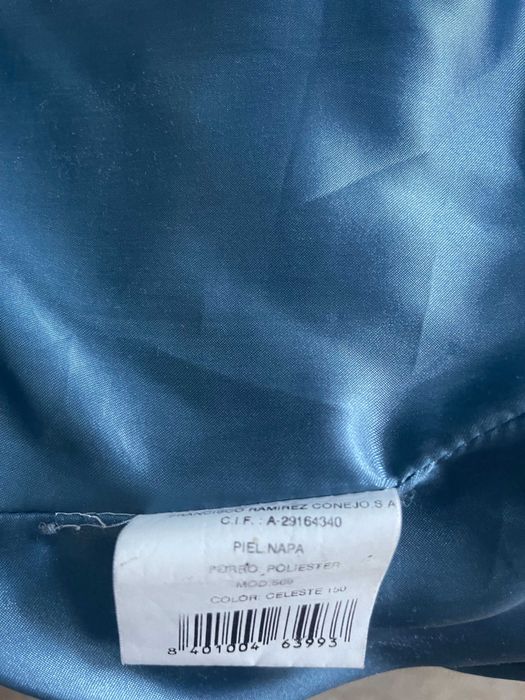 FRANCISCO RAMIREZ CONEJO S.A
C.I.F. : A-29164340
PIEL NAPA
FORRO POLIESTER
MOD:569
COLOR: CELESTE 150
8 401004 63993